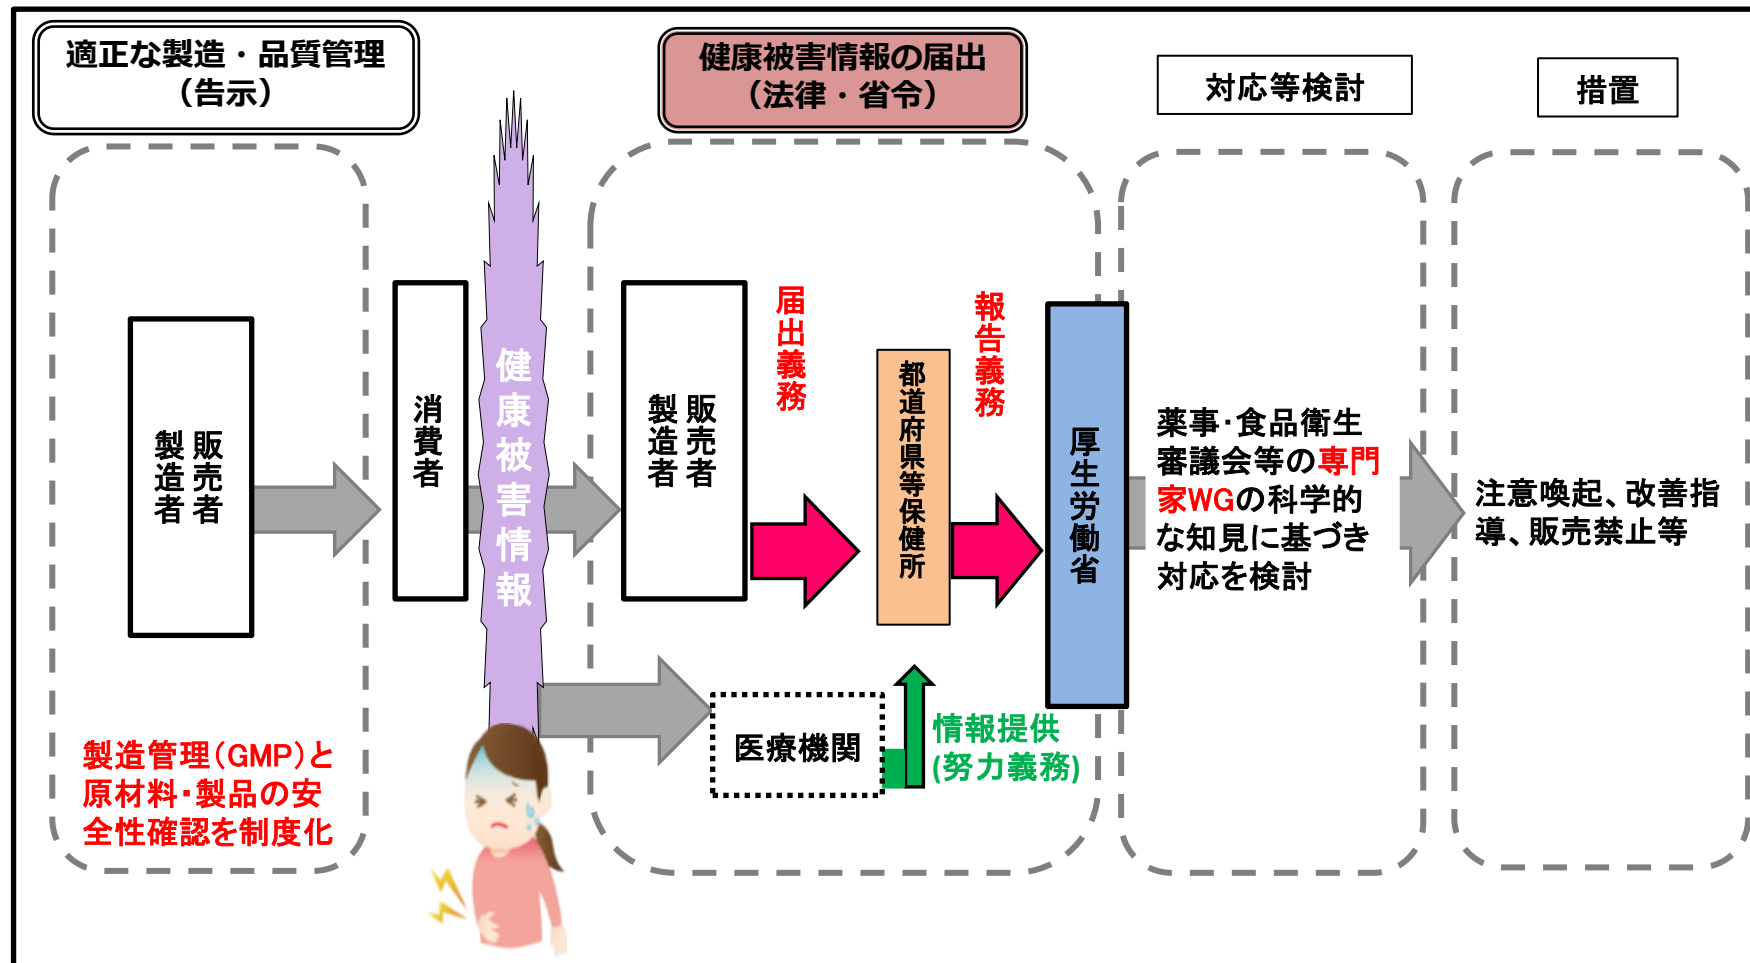 適正な製造・品質管理
（告示）
健康被害情報の届出
（法律・省令）
対応等検討
措置
販売者
製造者
消費者
健康被害情報
販売者
製造者
届出義務
都道府県等保健所
報告義務
厚生労働省
薬事・食品衛生
審議会等の専門
家WGの科学的
な知見に基づき
対応を検討
注意喚起、改善指
導、販売禁止等
医療機関
情報提供
(努力義務)
製造管理（GMP）と
原材料・製品の安
全性確認を制度化